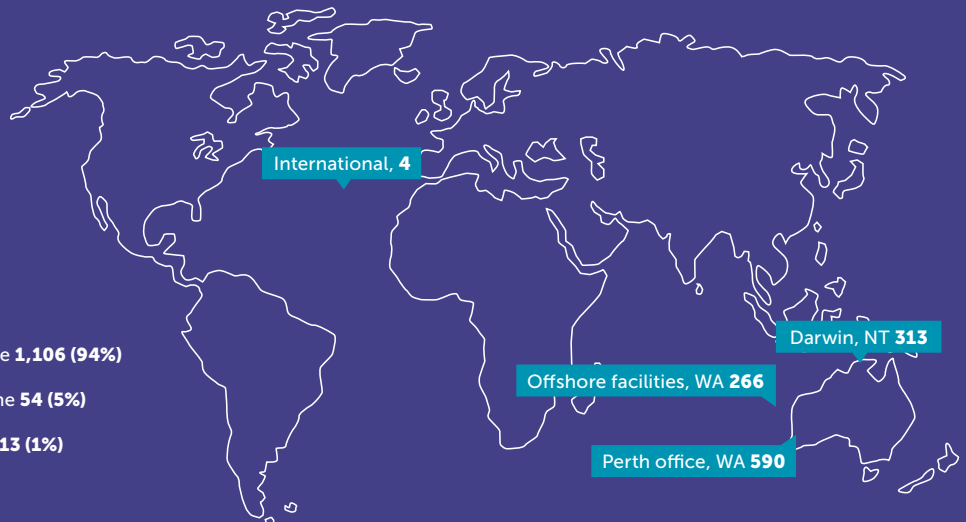 International, 4
Darwin, NT 313
e 1,106 (94%)
Offshore facilities, WA 266
ne 54 (5%)
13 (1%)
Perth office, WA 590